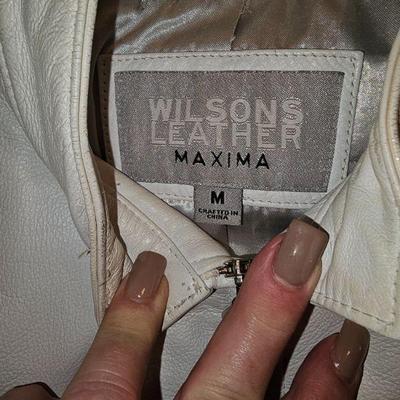 WILSONS
LEATHER
MAXIMA
M
CRAFTED IN
CHINA